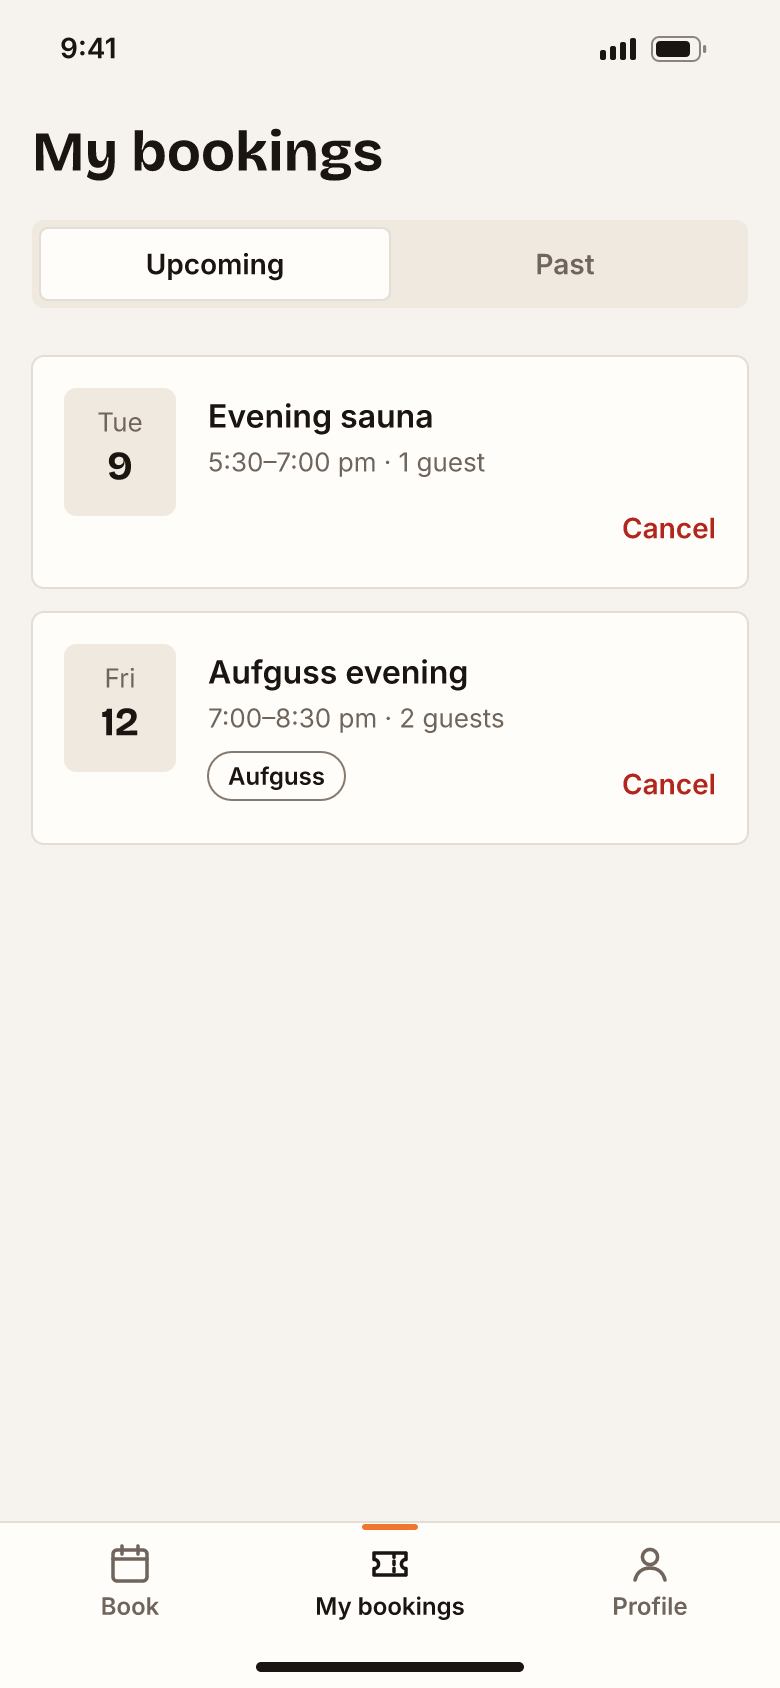 9:41
My bookings
Upcoming
Past
Tue
9
Evening sauna
5:30–7:00 pm · 1 guest
Cancel
Fri
12
Aufguss evening
7:00–8:30 pm · 2 guests
Aufguss
Cancel
Book
My bookings
Profile